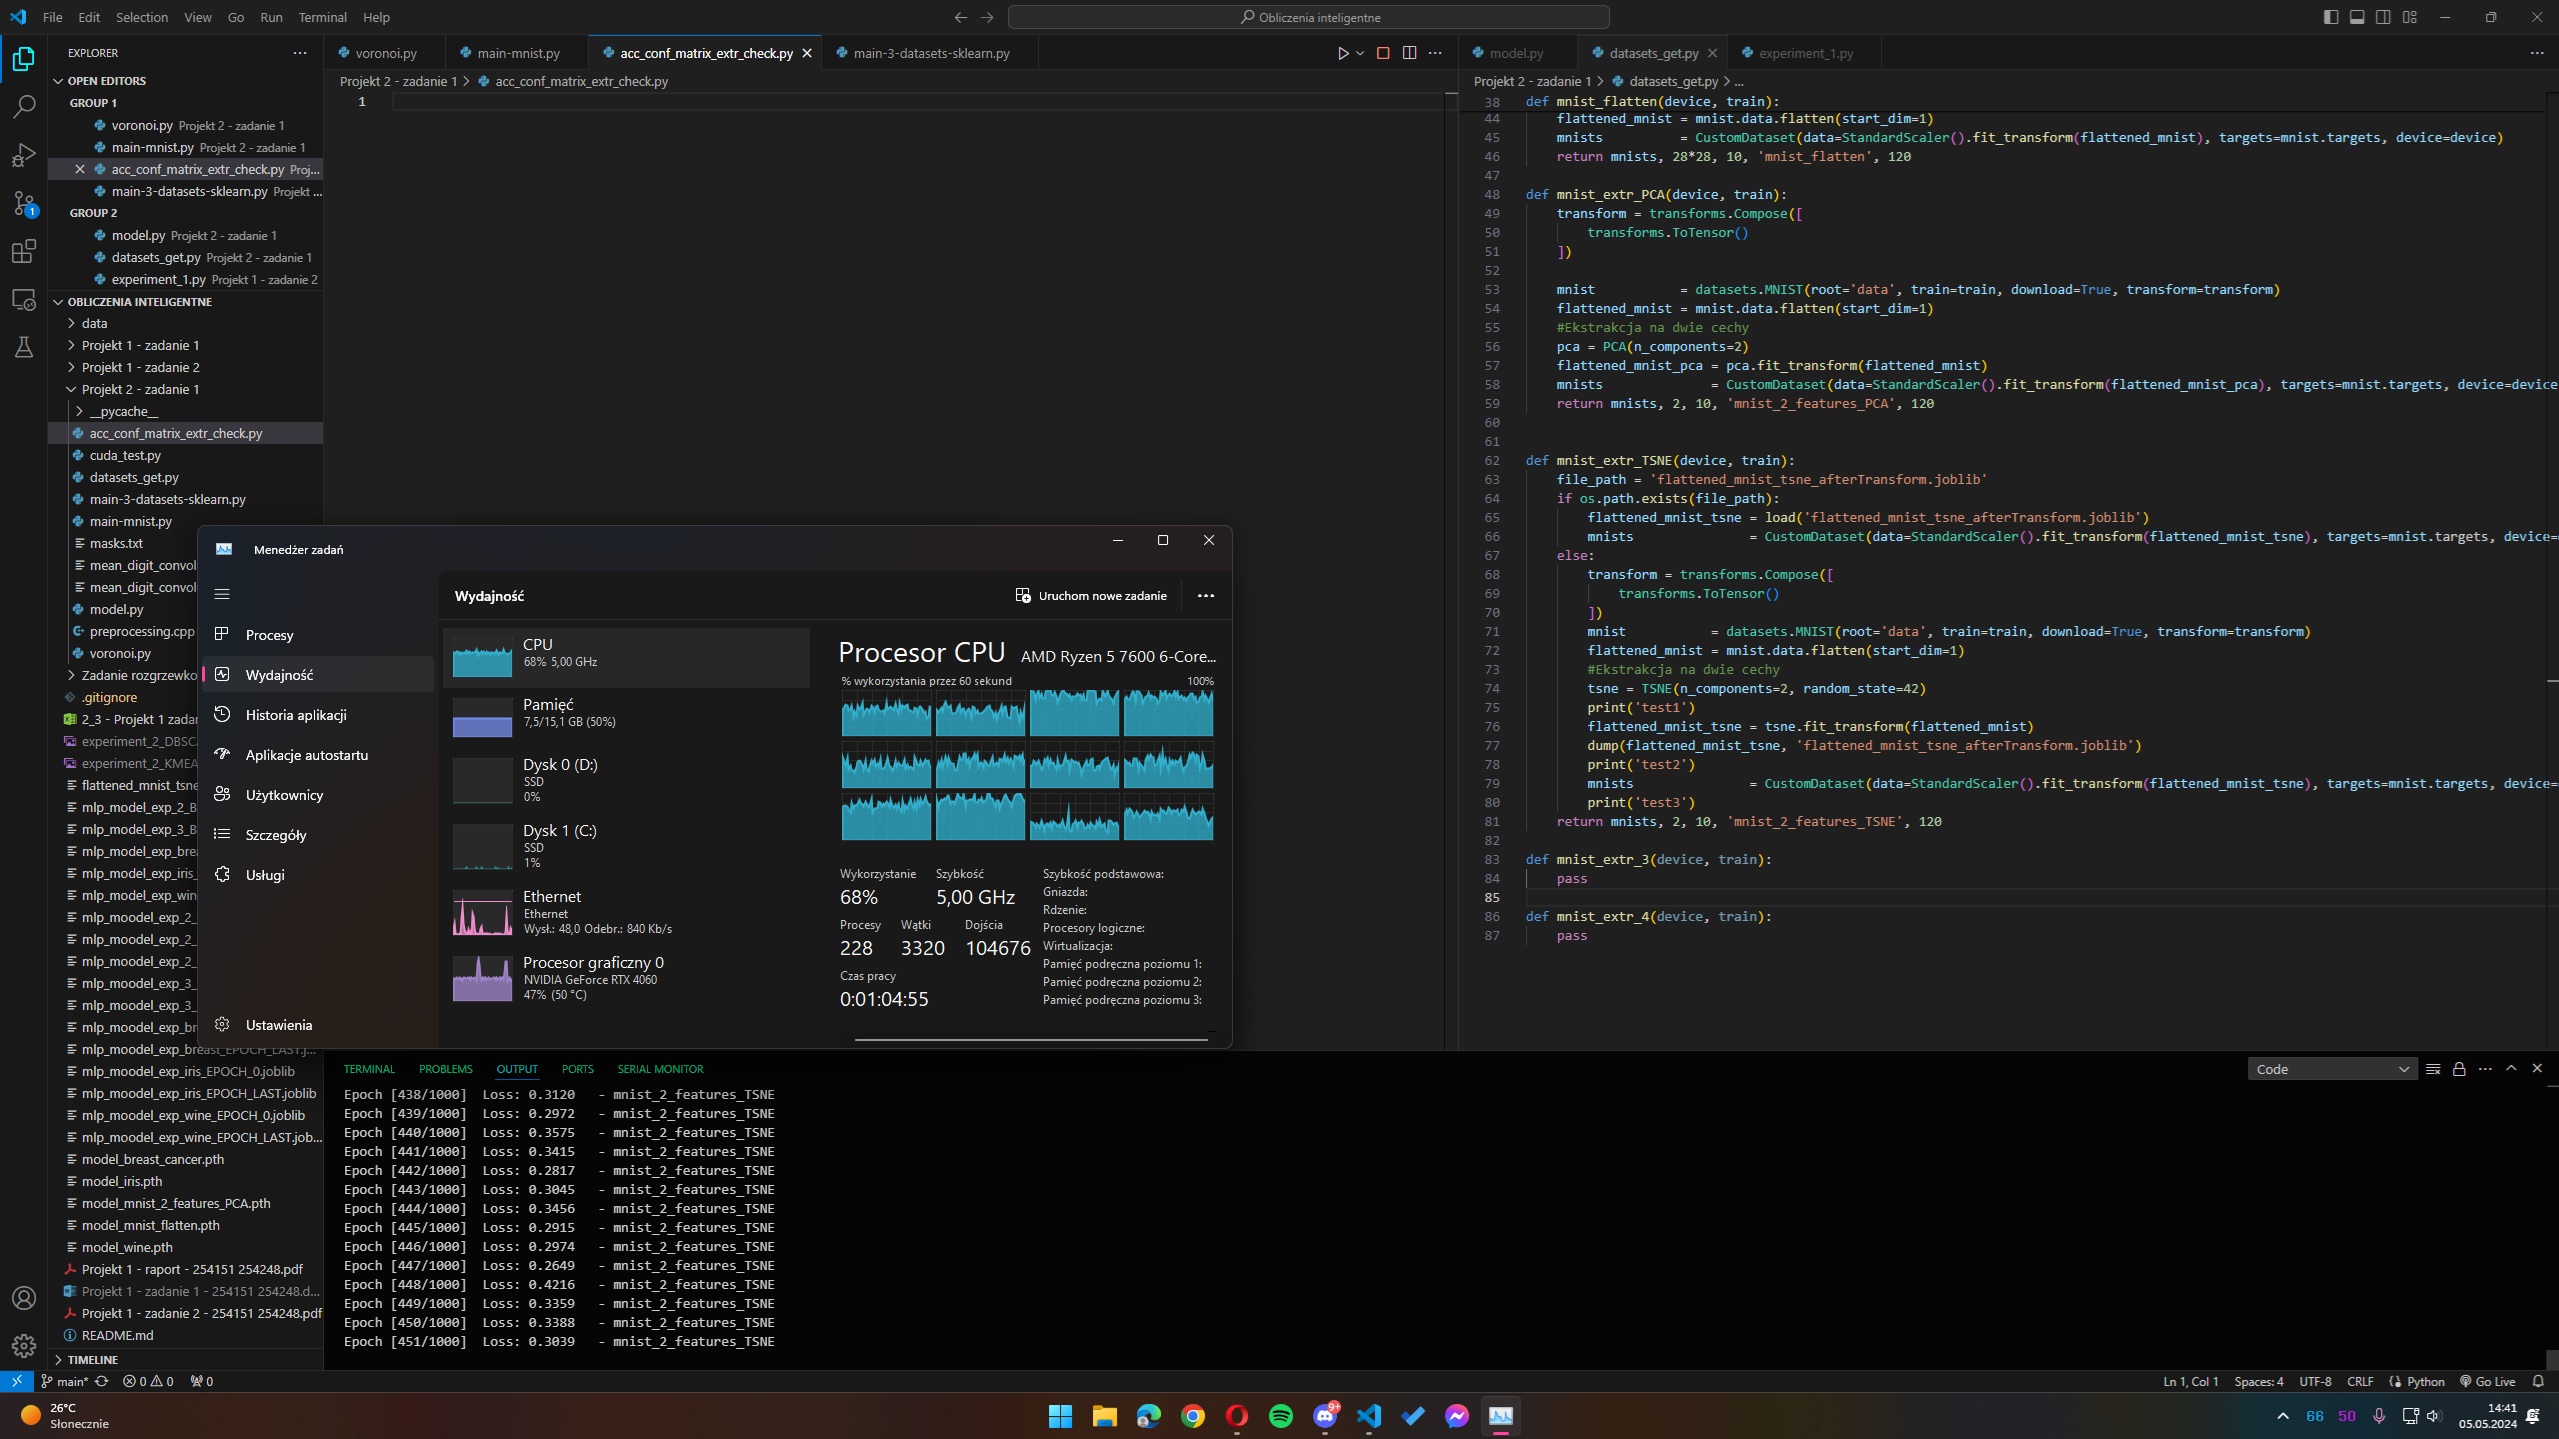 File Edit Selection View Go Run Terminal Help
Obliczenia inteligentne
EXPLORER
OPEN EDITORS
GROUP 1
voronoi.py Projekt 2 - zadanie 1
main-mnist.py Projekt 2 - zadanie 1
acc_conf_matrix_extr_check.py Proj...
main-3-datasets-sklearn.py Projekt ...
GROUP 2
model.py Projekt 2 - zadanie 1
datasets_get.py Projekt 2 - zadanie 1
experiment_1.py Projekt 1 - zadanie 2
OBLICZENIA INTELIGENTNE
data
Projekt 1 - zadanie 1
Projekt 1 - zadanie 2
Projekt 2 - zadanie 1
__pycache__
acc_conf_matrix_extr_check.py
cuda_test.py
datasets_get.py
main-3-datasets-sklearn.py
main-mnist.py
masks.txt
mean_digit_convol
mean_digit_convol
model.py
preprocessing.cpp
voronoi.py
Zadanie rozgrzewko
.gitignore
2_3 - Projekt 1 zadan
experiment_2_DBSCA
experiment_2_KMEA
flattened_mnist_tsne
mlp_model_exp_2_B
mlp_model_exp_3_B
mlp_model_exp_brea
mlp_model_exp_iris_
mlp_model_exp_win
mlp_moodel_exp_2_
mlp_moodel_exp_2_
mlp_moodel_exp_2_
mlp_moodel_exp_3_
mlp_moodel_exp_3_
mlp_moodel_exp_br
mlp_moodel_exp_breast_EPOCH_LAST.j...
mlp_moodel_exp_iris_EPOCH_0.joblib
mlp_moodel_exp_iris_EPOCH_LAST.joblib
mlp_moodel_exp_wine_EPOCH_0.joblib
mlp_moodel_exp_wine_EPOCH_LAST.job...
model_breast_cancer.pth
model_iris.pth
model_mnist_2_features_PCA.pth
model_mnist_flatten.pth
model_wine.pth
Projekt 1 - raport - 254151 254248.pdf
Projekt 1 - zadanie 1 - 254151 254248.d...
Projekt 1 - zadanie 2 - 254151 254248.pdf
README.md
TIMELINE
voronoi.py main-mnist.py acc_conf_matrix_extr_check.py main-3-datasets-sklearn.py
Projekt 2 - zadanie 1 > acc_conf_matrix_extr_check.py
1
model.py datasets_get.py experiment_1.py
Projekt 2 - zadanie 1 > datasets_get.py > ...
38 def mnist_flatten(device, train):
44 flattened_mnist = mnist.data.flatten(start_dim=1)
45 mnists = CustomDataset(data=StandardScaler().fit_transform(flattened_mnist), targets=mnist.targets, device=device)
46 return mnists, 28*28, 10, 'mnist_flatten', 120
47
48 def mnist_extr_PCA(device, train):
49 transform = transforms.Compose([
50 transforms.ToTensor()
51 ])
52
53 mnist = datasets.MNIST(root='data', train=train, download=True, transform=transform)
54 flattened_mnist = mnist.data.flatten(start_dim=1)
55 #Ekstrakcja na dwie cechy
56 pca = PCA(n_components=2)
57 flattened_mnist_pca = pca.fit_transform(flattened_mnist)
58 mnists = CustomDataset(data=StandardScaler().fit_transform(flattened_mnist_pca), targets=mnist.targets, device=device
59 return mnists, 2, 10, 'mnist_2_features_PCA', 120
60
61
62 def mnist_extr_TSNE(device, train):
63 file_path = 'flattened_mnist_tsne_afterTransform.joblib'
64 if os.path.exists(file_path):
65 flattened_mnist_tsne = load('flattened_mnist_tsne_afterTransform.joblib')
66 mnists = CustomDataset(data=StandardScaler().fit_transform(flattened_mnist_tsne), targets=mnist.targets, device=
67 else:
68 transform = transforms.Compose([
69 transforms.ToTensor()
70 ])
71 mnist = datasets.MNIST(root='data', train=train, download=True, transform=transform)
72 flattened_mnist = mnist.data.flatten(start_dim=1)
73 #Ekstrakcja na dwie cechy
74 tsne = TSNE(n_components=2, random_state=42)
75 print('test1')
76 flattened_mnist_tsne = tsne.fit_transform(flattened_mnist)
77 dump(flattened_mnist_tsne, 'flattened_mnist_tsne_afterTransform.joblib')
78 print('test2')
79 mnists = CustomDataset(data=StandardScaler().fit_transform(flattened_mnist_tsne), targets=mnist.targets, device=
80 print('test3')
81 return mnists, 2, 10, 'mnist_2_features_TSNE', 120
82
83 def mnist_extr_3(device, train):
84 pass
85
86 def mnist_extr_4(device, train):
87 pass
Menedżer zadań
Procesy
Wydajność
Historia aplikacji
Aplikacje autostartu
Użytkownicy
Szczegóły
Usługi
Ustawienia
Wydajność
Uruchom nowe zadanie
CPU
68% 5,00 GHz
Pamięć
7,5/15,1 GB (50%)
Dysk 0 (D:)
SSD
0%
Dysk 1 (C:)
SSD
1%
Ethernet
Ethernet
Wysł.: 48,0 Odebr.: 840 Kb/s
Procesor graficzny 0
NVIDIA GeForce RTX 4060
47% (50 °C)
Procesor CPU AMD Ryzen 5 7600 6-Core...
% wykorzystania przez 60 sekund 100%
Wykorzystanie Szybkość
68% 5,00 GHz
Procesy Wątki Dojścia
228 3320 104676
Czas pracy
0:01:04:55
Szybkość podstawowa:
Gniazda:
Rdzenie:
Procesory logiczne:
Wirtualizacja:
Pamięć podręczna poziomu 1:
Pamięć podręczna poziomu 2:
Pamięć podręczna poziomu 3:
TERMINAL PROBLEMS OUTPUT PORTS SERIAL MONITOR
Code
Epoch [438/1000] Loss: 0.3120 - mnist_2_features_TSNE
Epoch [439/1000] Loss: 0.2972 - mnist_2_features_TSNE
Epoch [440/1000] Loss: 0.3575 - mnist_2_features_TSNE
Epoch [441/1000] Loss: 0.3415 - mnist_2_features_TSNE
Epoch [442/1000] Loss: 0.2817 - mnist_2_features_TSNE
Epoch [443/1000] Loss: 0.3045 - mnist_2_features_TSNE
Epoch [444/1000] Loss: 0.3456 - mnist_2_features_TSNE
Epoch [445/1000] Loss: 0.2915 - mnist_2_features_TSNE
Epoch [446/1000] Loss: 0.2974 - mnist_2_features_TSNE
Epoch [447/1000] Loss: 0.2649 - mnist_2_features_TSNE
Epoch [448/1000] Loss: 0.4216 - mnist_2_features_TSNE
Epoch [449/1000] Loss: 0.3359 - mnist_2_features_TSNE
Epoch [450/1000] Loss: 0.3388 - mnist_2_features_TSNE
Epoch [451/1000] Loss: 0.3039 - mnist_2_features_TSNE
main* 0 0 0
Ln 1, Col 1 Spaces: 4 UTF-8 CRLF Python Go Live
26°C
Słonecznie
9+
66 50
14:41
05.05.2024